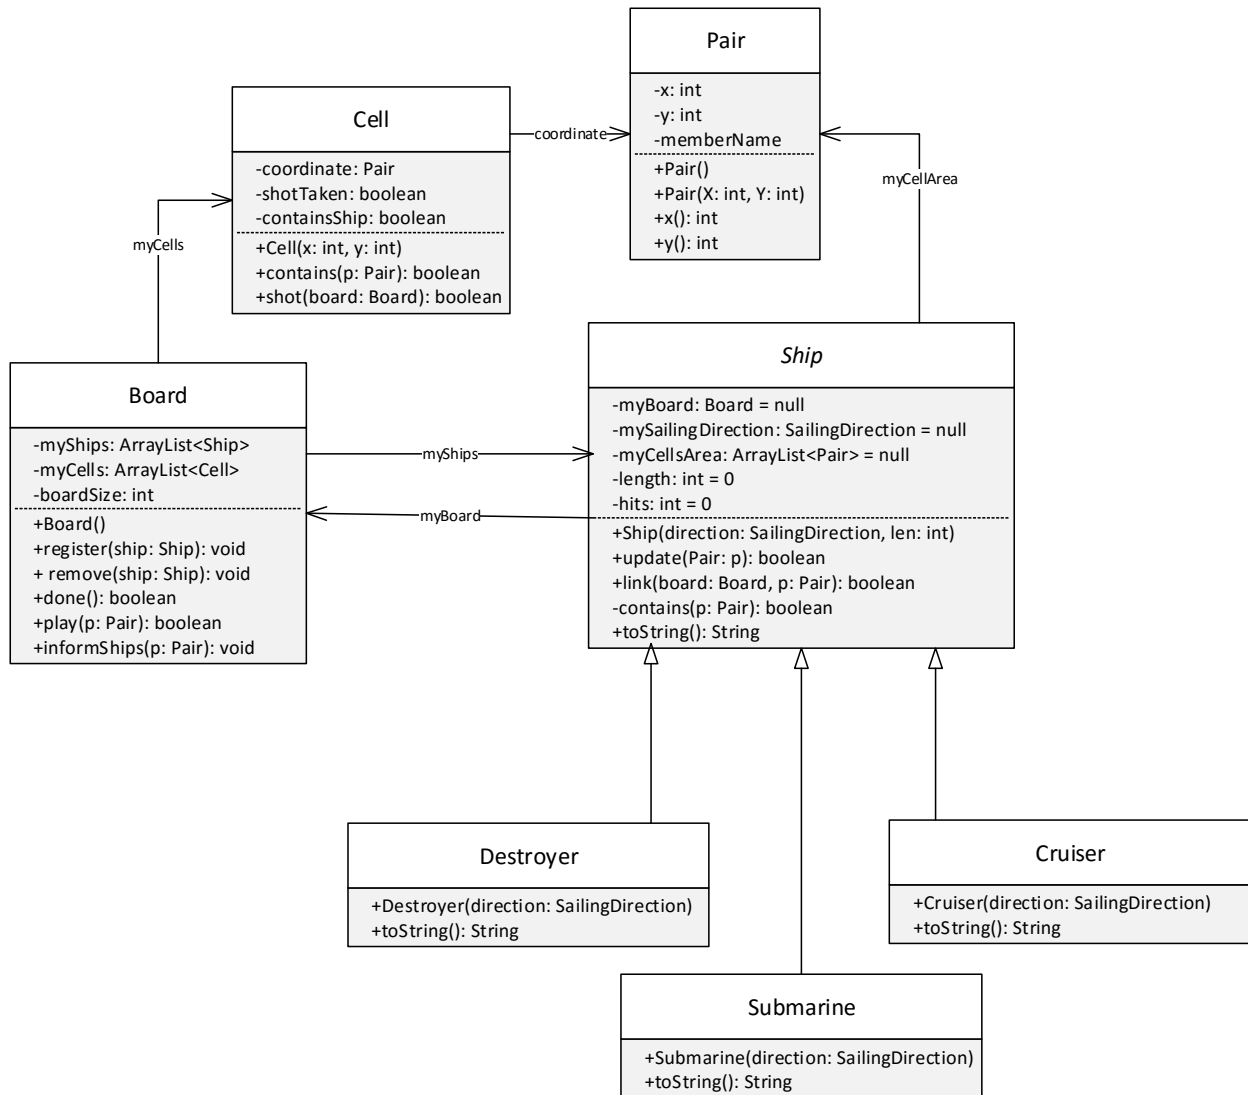 Pair
-x: int
-y: int
-memberName
+Pair()
+Pair(X: int, Y: int)
+x(): int
+y(): int
Cell
-coordinate: Pair
-shotTaken: boolean
-containsShip: boolean
+Cell(x: int, y: int)
+contains(p: Pair): boolean
+shot(board: Board): boolean
coordinate
myCellArea
myCells
Board
-myShips: ArrayList<Ship>
-myCells: ArrayList<Cell>
-boardSize: int
+Board()
+register(ship: Ship): void
+ remove(ship: Ship): void
+done(): boolean
+play(p: Pair): boolean
+informShips(p: Pair): void
myShips
myBoard
Ship
-myBoard: Board = null
-mySailingDirection: SailingDirection = null
-myCellsArea: ArrayList<Pair> = null
-length: int = 0
-hits: int = 0
+Ship(direction: SailingDirection, len: int)
+update(Pair: p): boolean
+link(board: Board, p: Pair): boolean
-contains(p: Pair): boolean
+toString(): String
Destroyer
+Destroyer(direction: SailingDirection)
+toString(): String
Cruiser
+Cruiser(direction: SailingDirection)
+toString(): String
Submarine
+Submarine(direction: SailingDirection)
+toString(): String